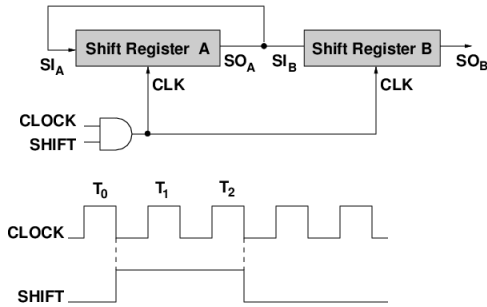 Shift Register A
Shift Register B
SI_A
SO_A
SI_B
SO_B
CLK
CLK
CLOCK
SHIFT
T_0
T_1
T_2
CLOCK
SHIFT